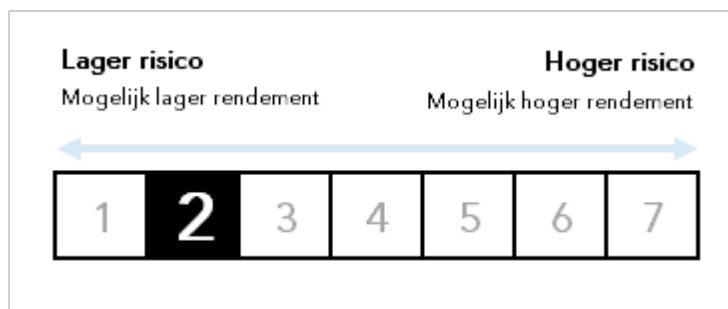 Lager risico Hoger risico
Mogelijk lager rendement Mogelijk hoger rendement
1 2 3 4 5 6 7